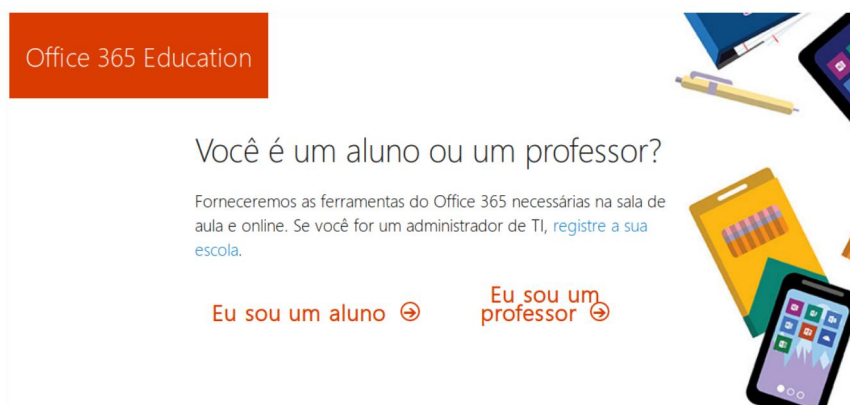 Office 365 Education
Você é um aluno ou um professor?
Forneceremos as ferramentas do Office 365 necessárias na sala de
aula e online. Se você for um administrador de TI, registre a sua
escola.
Eu sou um aluno
Eu sou um
professor